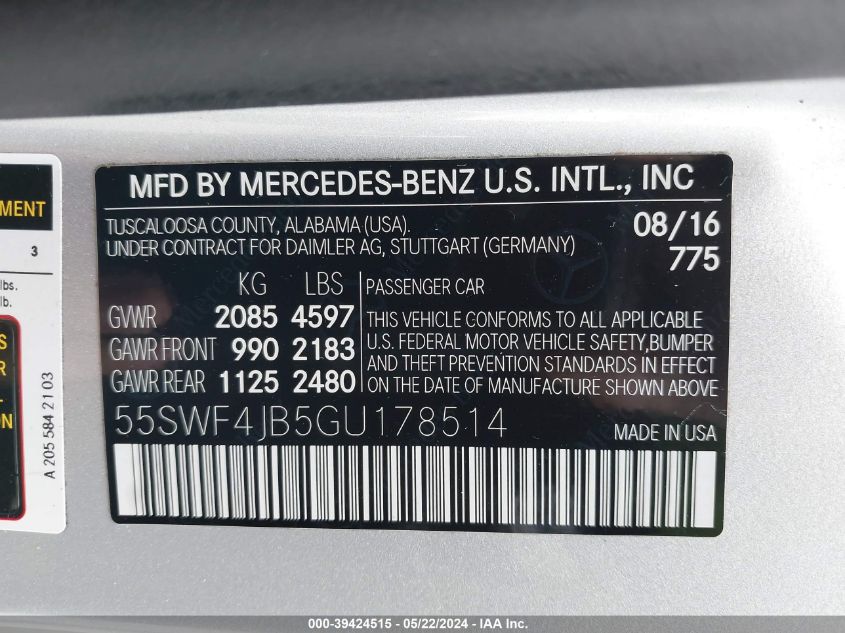 MFD BY MERCEDES-BENZ U.S. INTL., INC
TUSCALOOSA COUNTY, ALABAMA (USA).
UNDER CONTRACT FOR DAIMLER AG, STUTTGART (GERMANY)
08/16
775
KG LBS
GVWR 2085 4597
GAWR FRONT 990 2183
GAWR REAR 1125 2480
PASSENGER CAR
THIS VEHICLE CONFORMS TO ALL APPLICABLE
U.S. FEDERAL MOTOR VEHICLE SAFETY,BUMPER
AND THEFT PREVENTION STANDARDS IN EFFECT
ON THE DATE OF MANUFACTURE SHOWN ABOVE
55SWF4JB5GU178514
MADE IN USA
MENT
3
lbs.
lb.
S
R
L-
ON
A 205 584 21 03
000-39424515 - 05/22/2024 - IAA Inc.